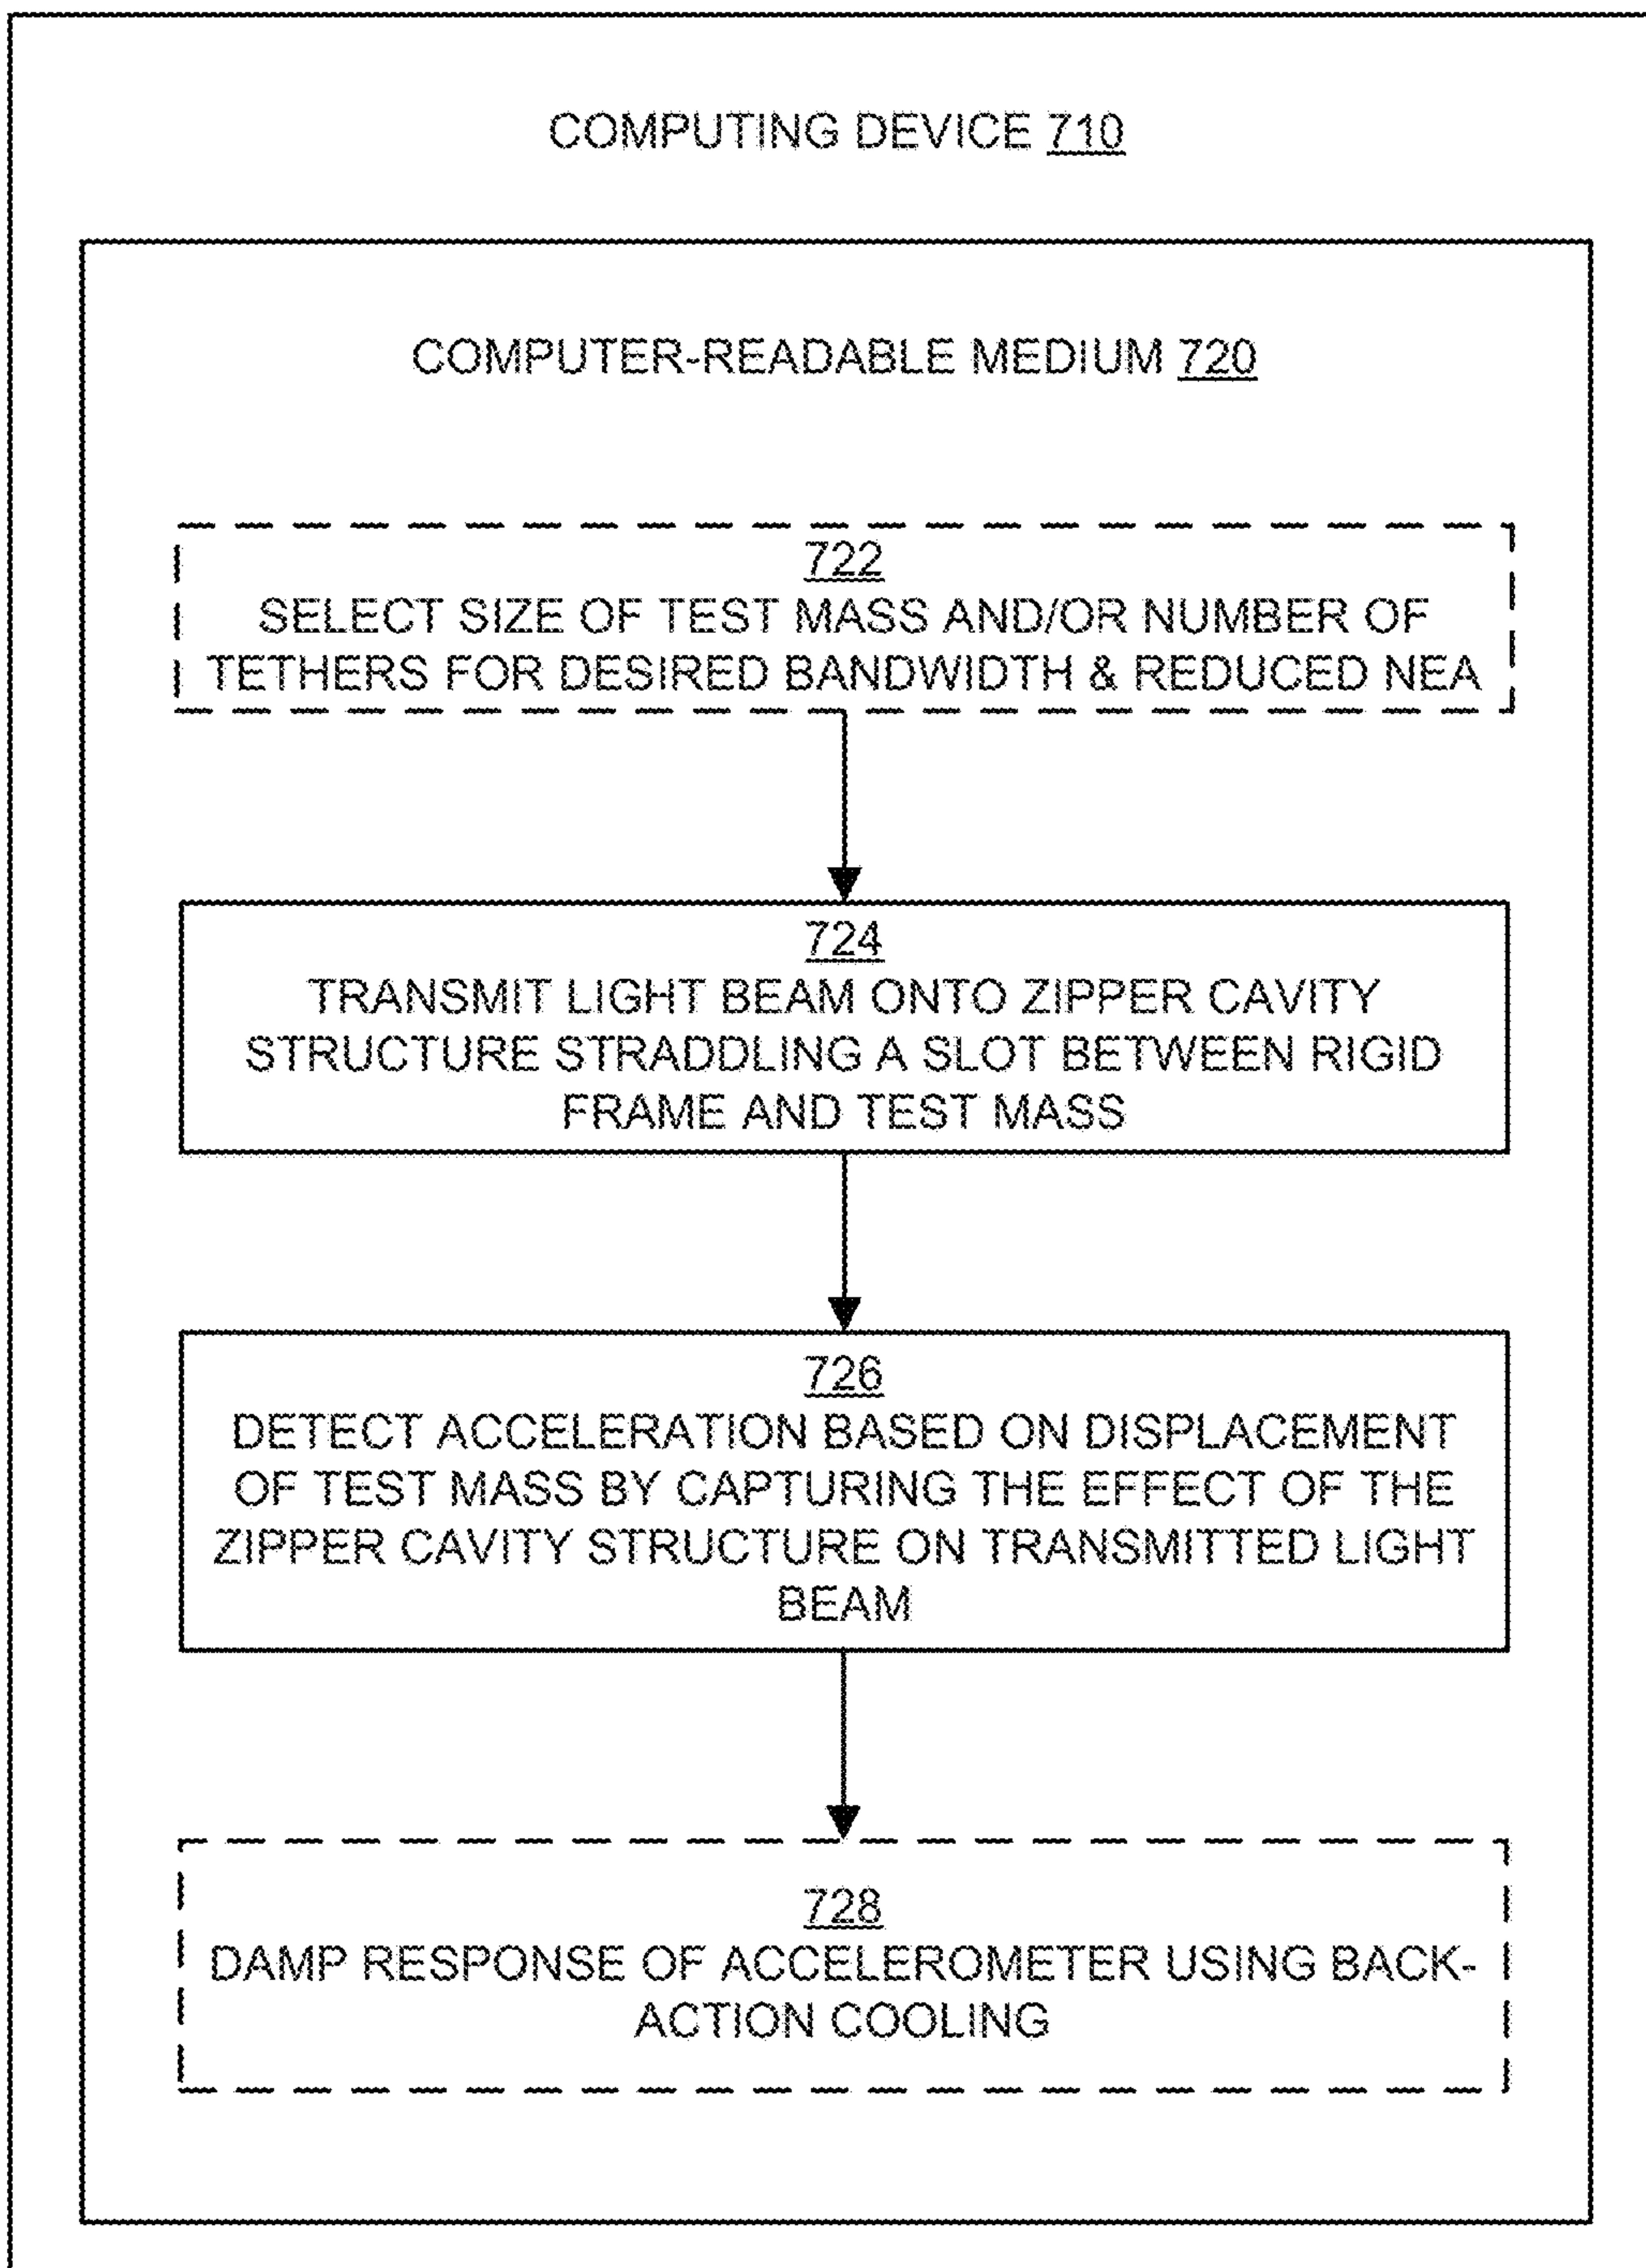 COMPUTING DEVICE 710
COMPUTER-READABLE MEDIUM 720
722
SELECT SIZE OF TEST MASS AND/OR NUMBER OF
TETHERS FOR DESIRED BANDWIDTH & REDUCED NEA
724
TRANSMIT LIGHT BEAM ONTO ZIPPER CAVITY
STRUCTURE STRADDLING A SLOT BETWEEN RIGID
FRAME AND TEST MASS
726
DETECT ACCELERATION BASED ON DISPLACEMENT
OF TEST MASS BY CAPTURING THE EFFECT OF THE
ZIPPER CAVITY STRUCTURE ON TRANSMITTED LIGHT
BEAM
728
DAMP RESPONSE OF ACCELEROMETER USING BACK-
ACTION COOLING